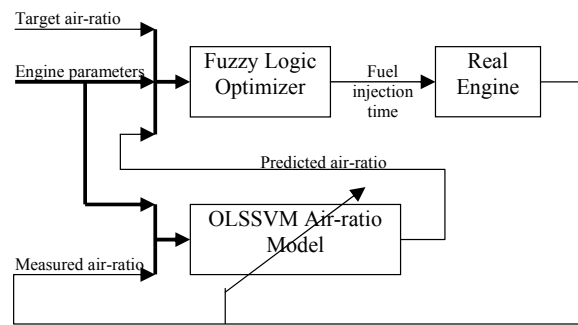 Target air-ratio
Engine parameters
Fuzzy Logic
Optimizer
Fuel
injection
time
Real
Engine
Predicted air-ratio
OLSSVM Air-ratio
Model
Measured air-ratio